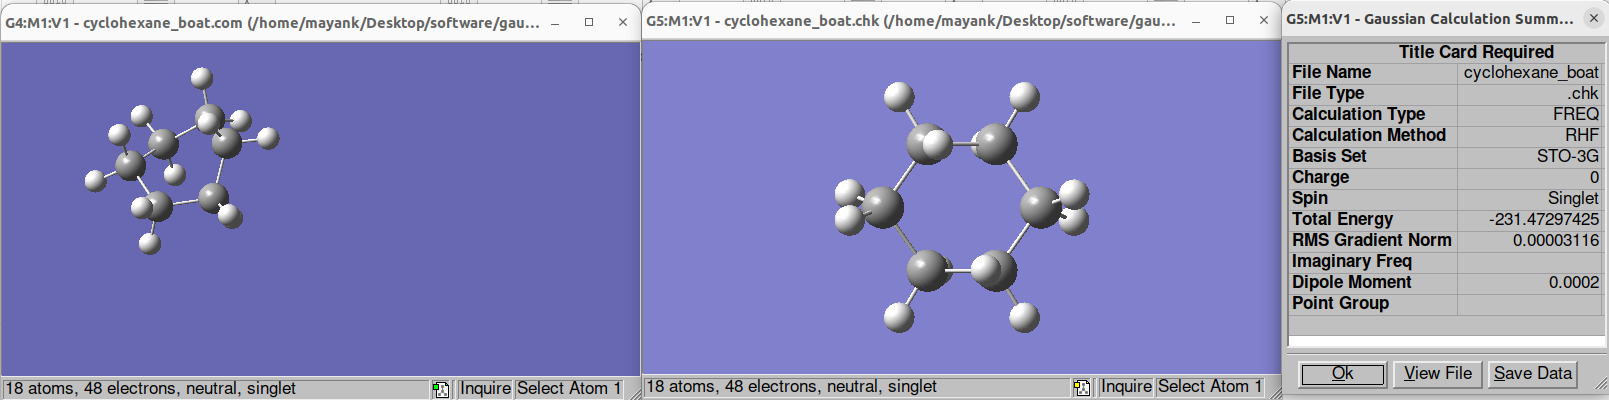 G4:M1:V1 - cyclohexane_boat.com (/home/mayank/Desktop/software/gau...
18 atoms, 48 electrons, neutral, singlet
Inquire
Select Atom 1
G5:M1:V1 - cyclohexane_boat.chk (/home/mayank/Desktop/software/gau...
18 atoms, 48 electrons, neutral, singlet
Inquire
Select Atom 1
G5:M1:V1 - Gaussian Calculation Summ...
Title Card Required
File Name cyclohexane_boat
File Type .chk
Calculation Type FREQ
Calculation Method RHF
Basis Set STO-3G
Charge 0
Spin Singlet
Total Energy -231.47297425
RMS Gradient Norm 0.00003116
Imaginary Freq
Dipole Moment 0.0002
Point Group
Ok View File Save Data